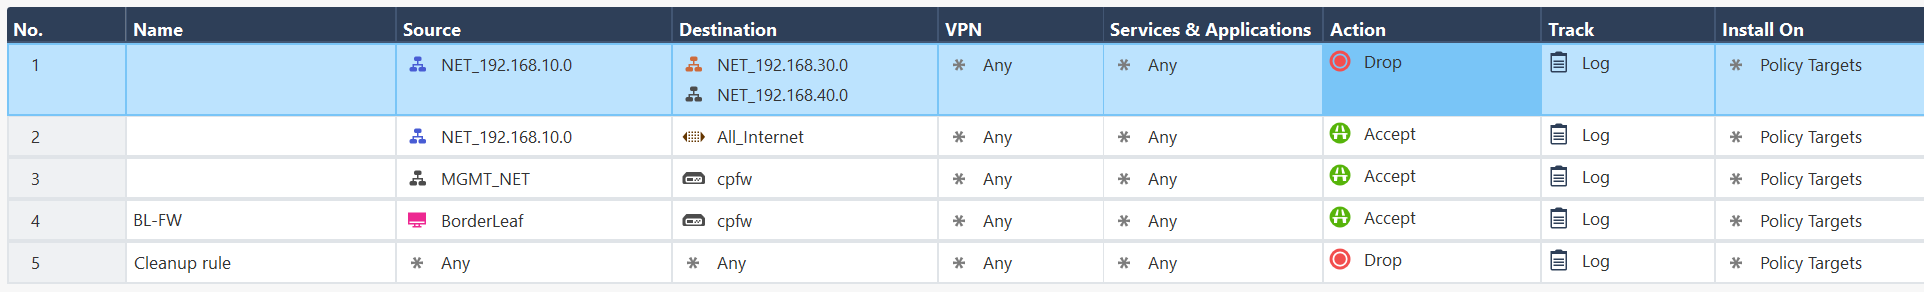 No. Name Source Destination VPN Services & Applications Action Track Install On
1 NET_192.168.10.0 NET_192.168.30.0 Any Any Drop Log Policy Targets
NET_192.168.40.0
2 NET_192.168.10.0 All_Internet Any Any Accept Log Policy Targets
3 MGMT_NET cpfw Any Any Accept Log Policy Targets
4 BL-FW BorderLeaf cpfw Any Any Accept Log Policy Targets
5 Cleanup rule Any Any Any Any Drop Log Policy Targets